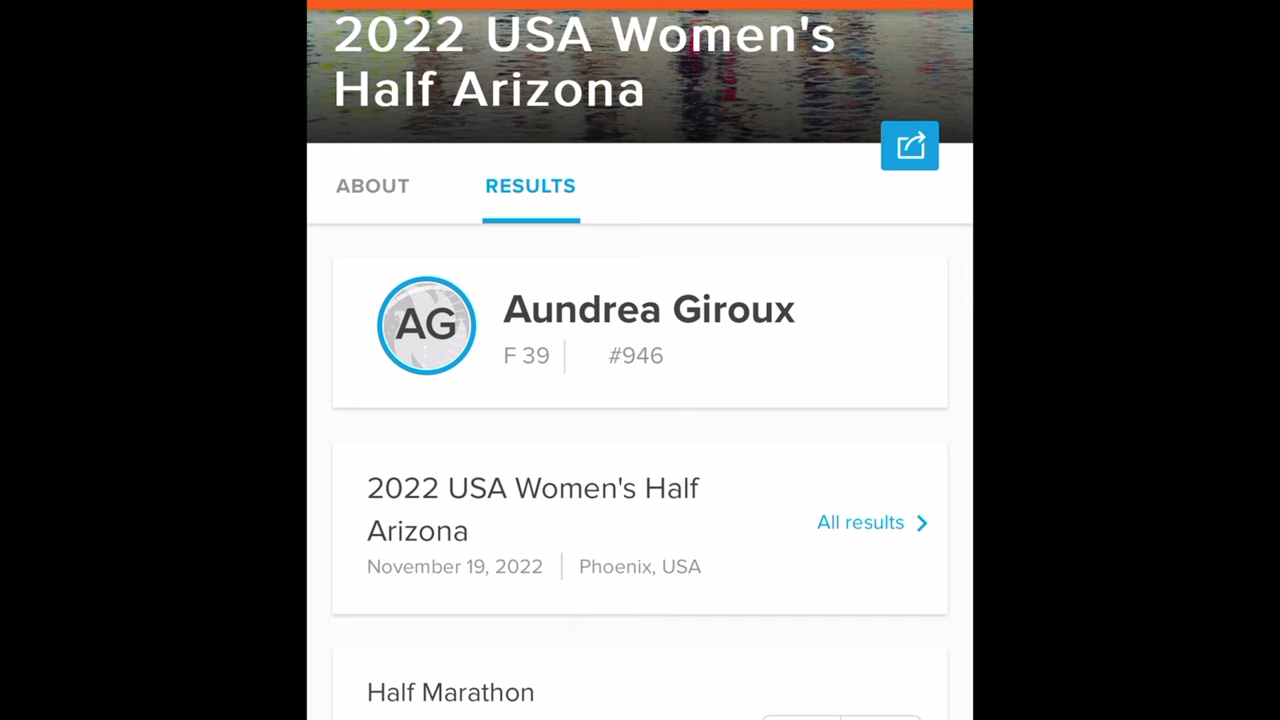 2022 USA Women's
Half Arizona
ABOUT RESULTS
AG
Aundrea Giroux
F 39 #946
2022 USA Women's Half
Arizona
All results
November 19, 2022 Phoenix, USA
Half Marathon